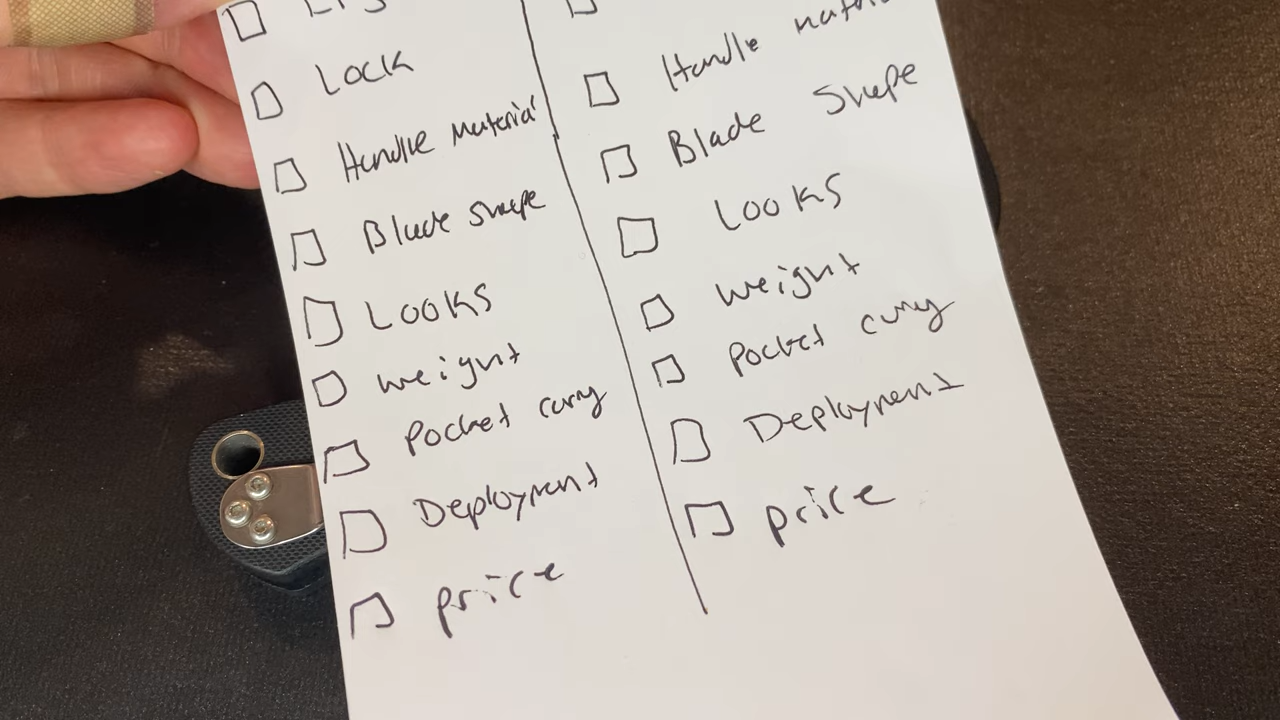 Lock
Handle Material
Blade Shape
Looks
weight
Pocket carry
Deployment
price
Handle
Blade Shape
Looks
weight
Pocket carry
Deployment
price